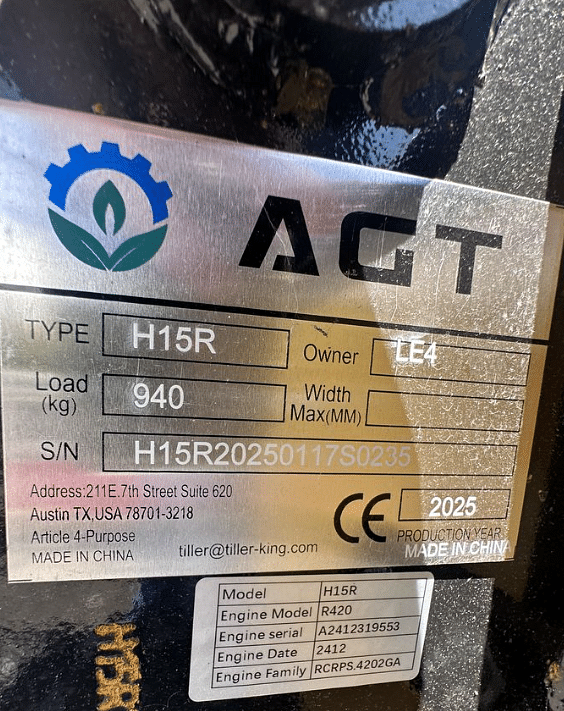 AGT
TYPE H15R Owner LE4
Load (kg) 940 Width Max(MM)
S/N H15R20250117S0235
Address:211E.7th Street Suite 620
Austin TX,USA 78701-3218
Article 4-Purpose
MADE IN CHINA tiller@tiller-king.com
CE 2025
PRODUCTION YEAR
MADE IN CHINA
Model H15R
Engine Model R420
Engine serial A2412319553
Engine Date 2412
Engine Family RCRPS.4202GA
H15R